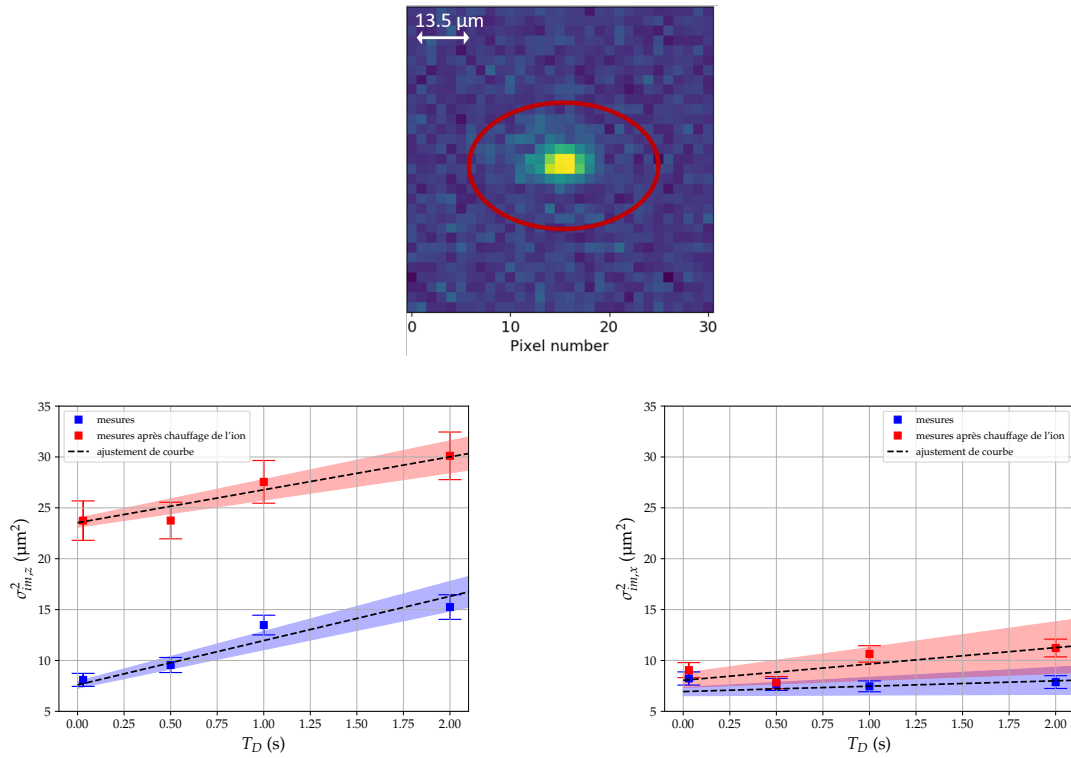 13.5 µm
0 10 20 30
Pixel number
35
30
25
20
15
10
5
σ²im,z (µm²)
mesures
mesures après chauffage de l'ion
ajustement de courbe
0.00 0.25 0.50 0.75 1.00 1.25 1.50 1.75 2.00
T_D (s)
35
30
25
20
15
10
5
σ²im,x (µm²)
mesures
mesures après chauffage de l'ion
ajustement de courbe
0.00 0.25 0.50 0.75 1.00 1.25 1.50 1.75 2.00
T_D (s)